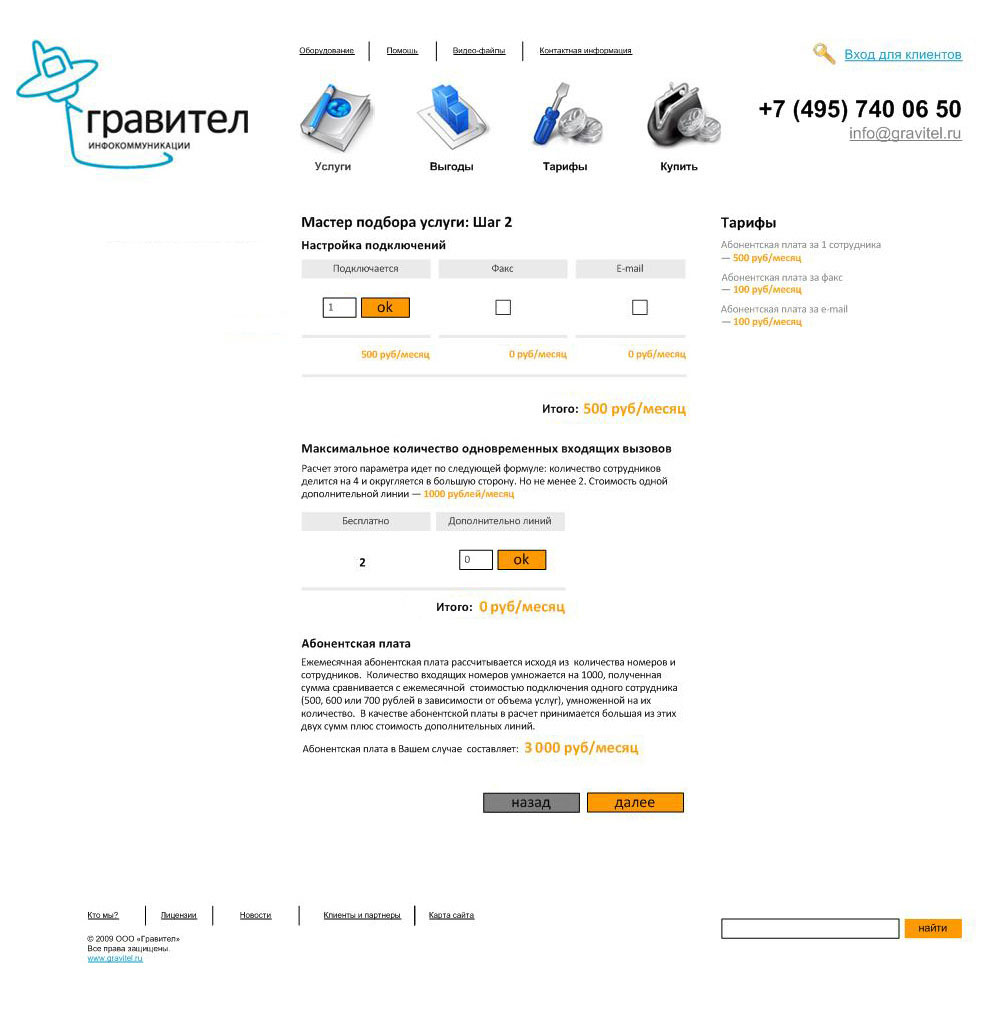 Оборудование
Помощь
Видео-файлы
Контактная информация
Вход для клиентов
гравител
ИНФОКОММУНИКАЦИИ
+7 (495) 740 06 50
info@gravitel.ru
Услуги
Выгоды
Тарифы
Купить
Мастер подбора услуги: Шаг 2
Настройка подключений
Подключается
Факс
E-mail
1
ok
500 руб/месяц
0 руб/месяц
0 руб/месяц
Итого: 500 руб/месяц
Тарифы
Абонентская плата за 1 сотрудника
— 500 руб/месяц
Абонентская плата за факс
— 100 руб/месяц
Абонентская плата за e-mail
— 100 руб/месяц
Максимальное количество одновременных входящих вызовов
Расчет этого параметра идет по следующей формуле: количество сотрудников
делится на 4 и округляется в большую сторону. Но не менее 2. Стоимость одной
дополнительной линии — 1000 рублей/месяц
Бесплатно
Дополнительно линий
2
0
ok
Итого: 0 руб/месяц
Абонентская плата
Ежемесячная абонентская плата рассчитывается исходя из количества номеров и
сотрудников. Количество входящих номеров умножается на 1000, полученная
сумма сравнивается с ежемесячной стоимостью подключения одного сотрудника
(500, 600 или 700 рублей в зависимости от объема услуг), умноженной на их
количество. В качестве абонентской платы в расчет принимается большая из этих
двух сумм плюс стоимость дополнительных линий.
Абонентская плата в Вашем случае составляет: 3 000 руб/месяц
назад
далее
Кто мы?
Лицензии
Новости
Клиенты и партнеры
Карта сайта
найти
© 2009 ООО «Гравител»
Все права защищены.
www.gravitel.ru